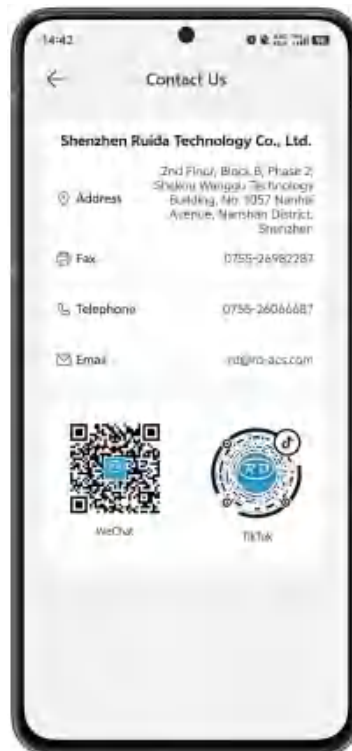 14:42
Contact Us
Shenzhen Ruida Technology Co., Ltd.
2nd Floor, Block B, Phase 2,
Shekou Wanggu Technology
Building, No. 1057 Nanhai
Avenue, Nanshan District,
Shenzhen
Address
Fax
0755-26982287
Telephone
0755-26066687
Email
rd@rd-acs.com
RD
RD
WeChat
TikTok